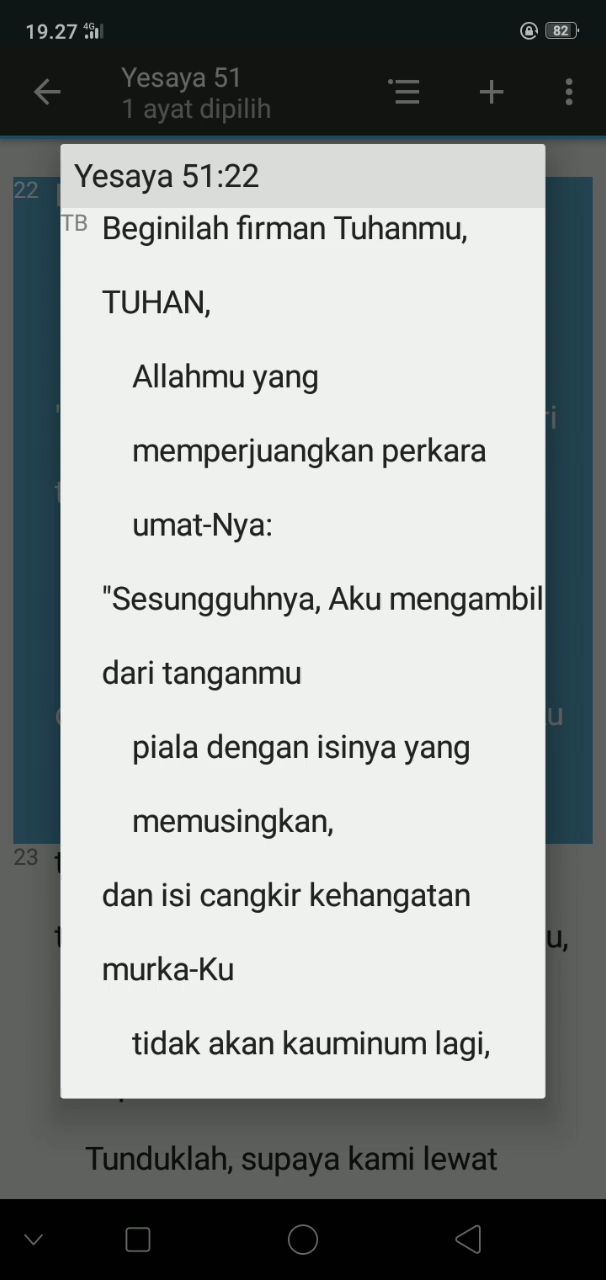 19.27 4G 82
Yesaya 51
1 ayat dipilih
Yesaya 51:22
22
TB Beginilah firman Tuhanmu,
TUHAN,
Allahmu yang
memperjuangkan perkara
umat-Nya:
"Sesungguhnya, Aku mengambil
dari tanganmu
piala dengan isinya yang
memusingkan,
23
dan isi cangkir kehangatan
murka-Ku
tidak akan kauminum lagi,
Tunduklah, supaya kami lewat